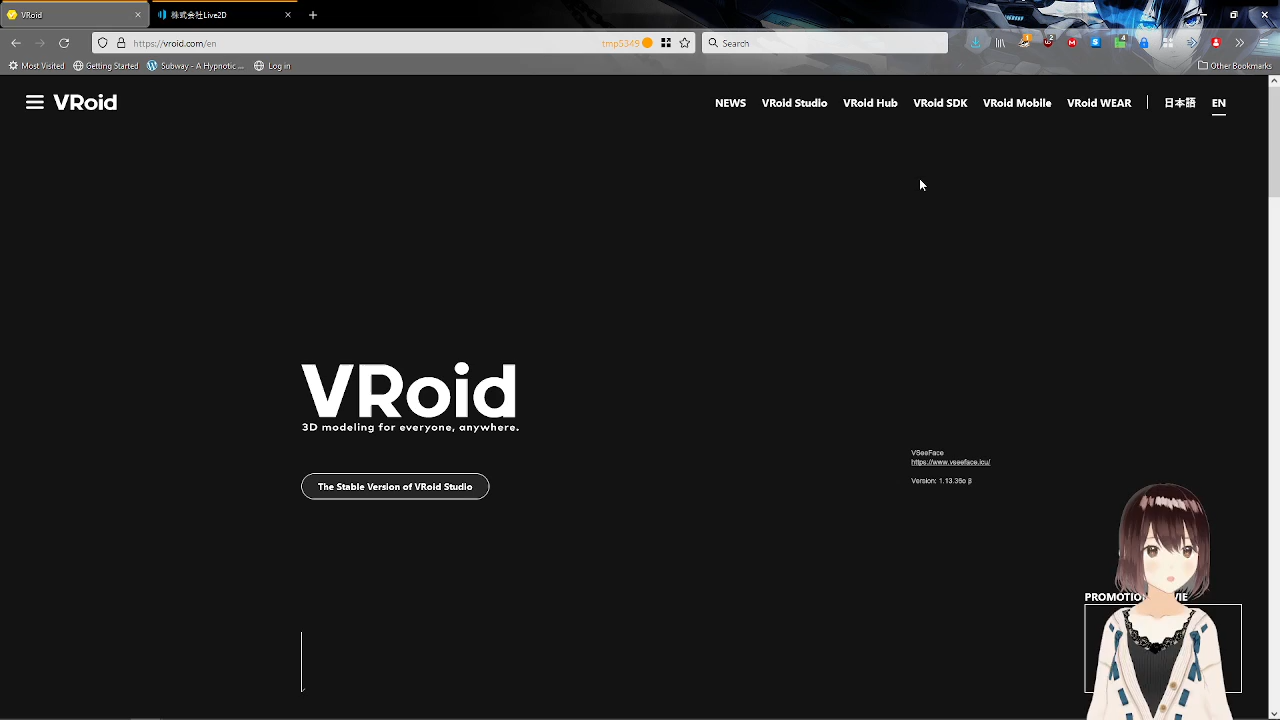 VRoid
株式会社Live2D
https://vroid.com/en
tmp5349
Search
Most Visited
Getting Started
Subway - A Hypnotic ...
Log in
Other Bookmarks
VRoid
NEWS
VRoid Studio
VRoid Hub
VRoid SDK
VRoid Mobile
VRoid WEAR
日本語
EN
VRoid
3D modeling for everyone, anywhere.
The Stable Version of VRoid Studio
VSeeFace
https://www.vseeface.icu/
Version: 1.13.36o β